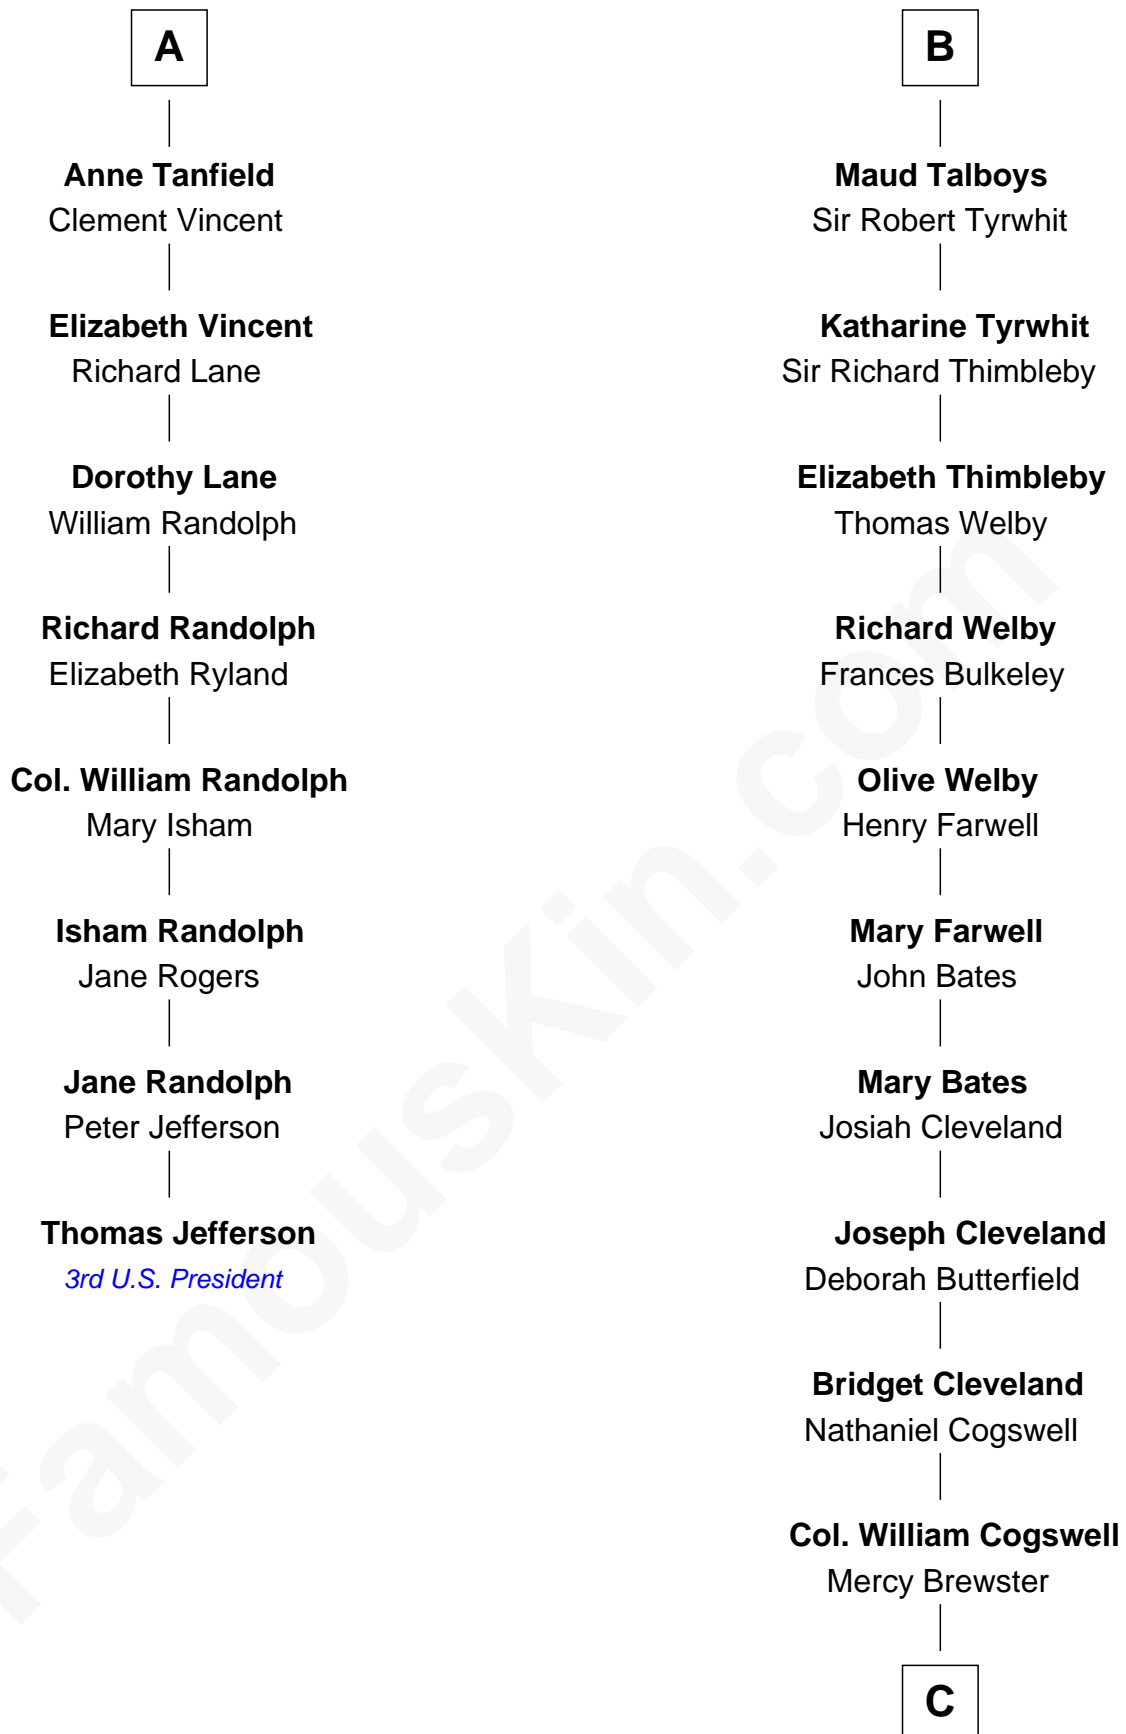 A
Anne Tanfield
Clement Vincent
Elizabeth Vincent
Richard Lane
Dorothy Lane
William Randolph
Richard Randolph
Elizabeth Ryland
Col. William Randolph
Mary Isham
Isham Randolph
Jane Rogers
Jane Randolph
Peter Jefferson
Thomas Jefferson
3rd U.S. President
B
Maud Talboys
Sir Robert Tyrwhit
Katharine Tyrwhit
Sir Richard Thimbleby
Elizabeth Thimbleby
Thomas Welby
Richard Welby
Frances Bulkeley
Olive Welby
Henry Farwell
Mary Farwell
John Bates
Mary Bates
Josiah Cleveland
Joseph Cleveland
Deborah Butterfield
Bridget Cleveland
Nathaniel Cogswell
Col. William Cogswell
Mercy Brewster
C
FamousKin.com